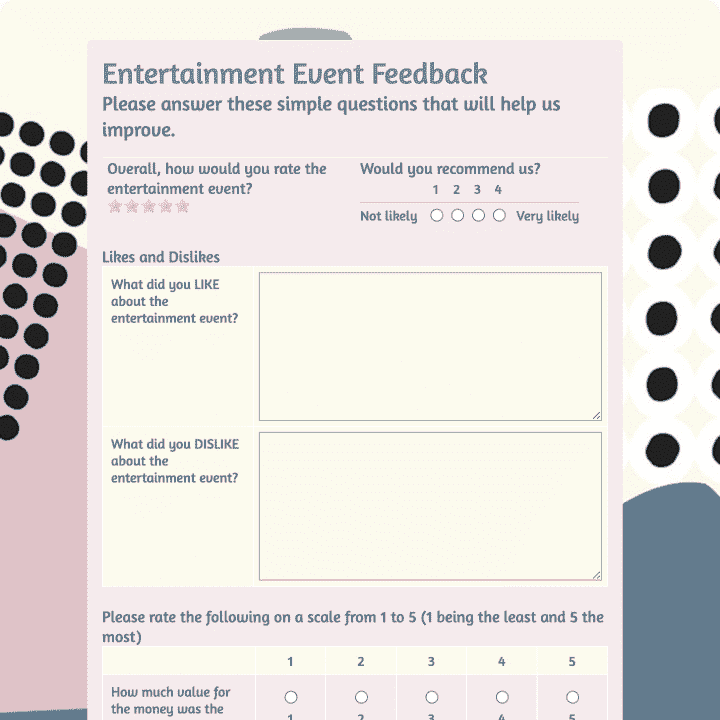 Entertainment Event Feedback
Please answer these simple questions that will help us
improve.
Overall, how would you rate the
entertainment event?
Would you recommend us?
1 2 3 4
Not likely Very likely
Likes and Dislikes
What did you LIKE
about the
entertainment event?
What did you DISLIKE
about the
entertainment event?
Please rate the following on a scale from 1 to 5 (1 being the least and 5 the
most)
1 2 3 4 5
How much value for
the money was the
1 2 3 4 5